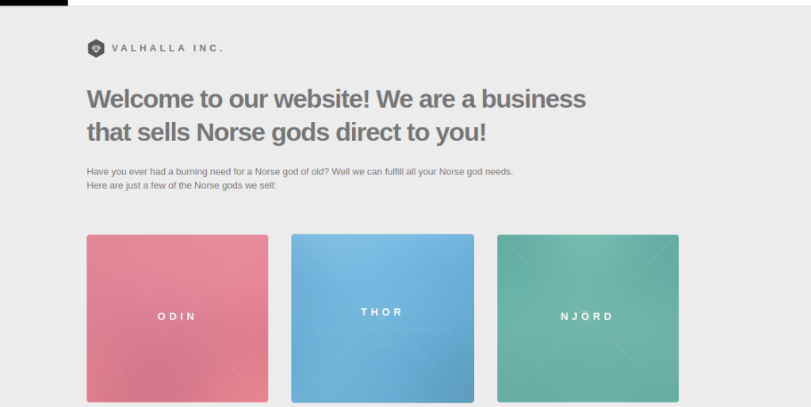 VALHALLA INC.
Welcome to our website! We are a business
that sells Norse gods direct to you!
Have you ever had a burning need for a Norse god of old? Well we can fulfill all your Norse god needs.
Here are just a few of the Norse gods we sell:
ODIN
THOR
NJÖRD